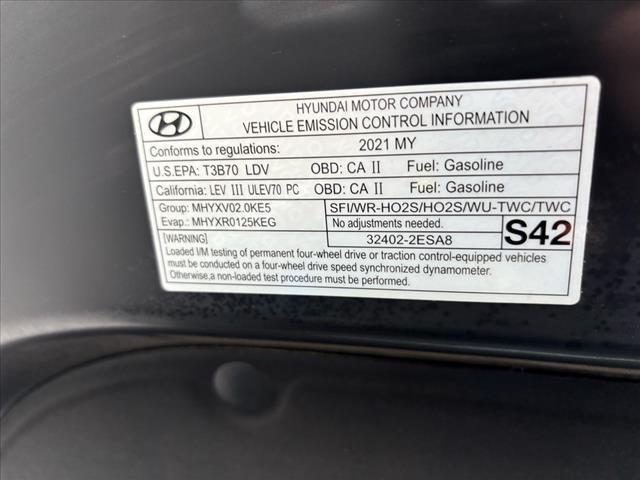 HYUNDAI MOTOR COMPANY
VEHICLE EMISSION CONTROL INFORMATION
Conforms to regulations: 2021 MY
U.S.EPA: T3B70 LDV OBD: CA II Fuel: Gasoline
California: LEV III ULEV70 PC OBD: CA II Fuel: Gasoline
Group: MHYXV02.0KE5 SFI/WR-HO2S/HO2S/WU-TWC/TWC
Evap.: MHYXR0125KEG No adjustments needed. S42
[WARNING] 32402-2ESA8
Loaded I/M testing of permanent four-wheel drive or traction control-equipped vehicles
must be conducted on a four-wheel drive speed synchronized dynamometer.
Otherwise,a non-loaded test procedure must be performed.